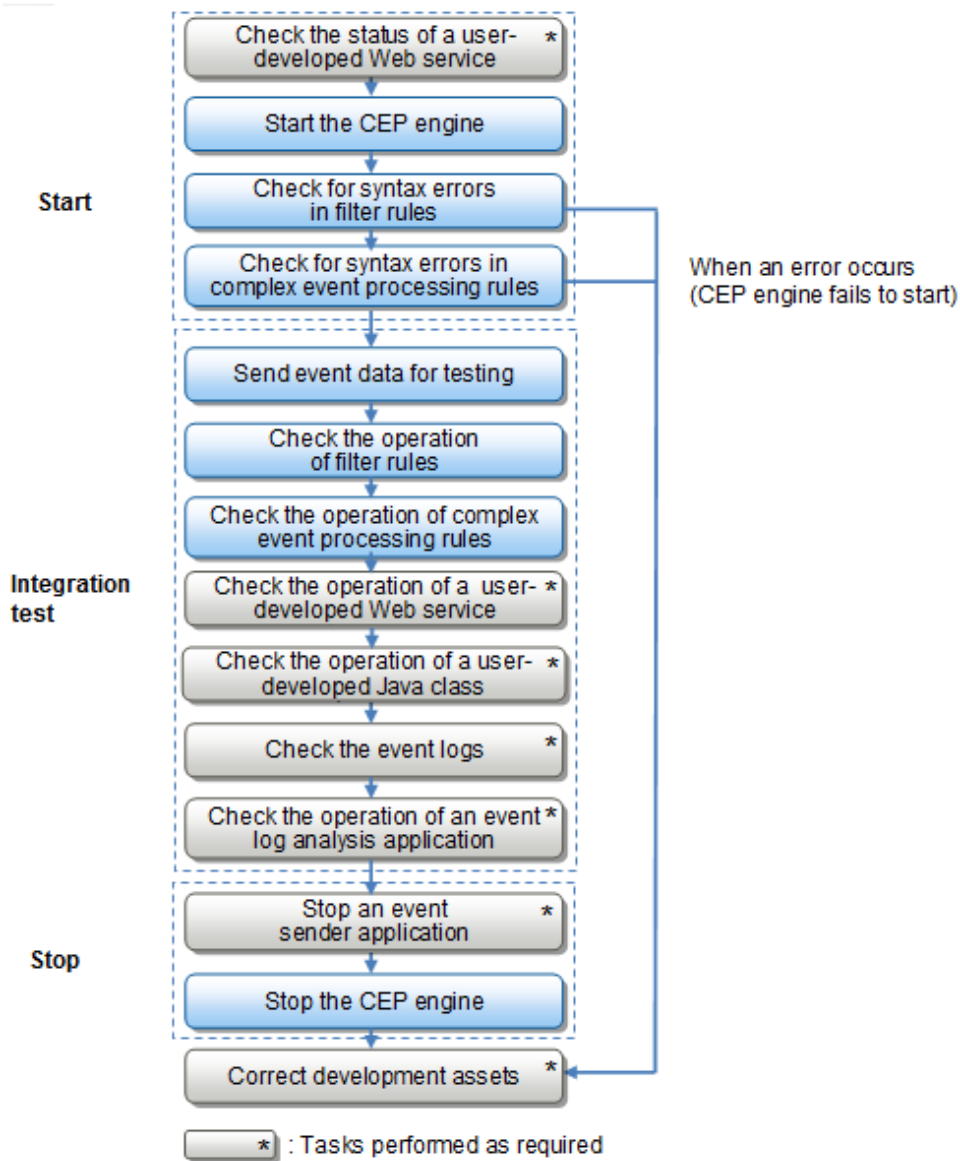 Check the status of a user- *
developed Web service
Start the CEP engine
Start
Check for syntax errors
in filter rules
Check for syntax errors in
complex event processing rules
When an error occurs
(CEP engine fails to start)
Send event data for testing
Check the operation
of filter rules
Check the operation of complex
event processing rules
Integration
test
Check the operation of a user- *
developed Web service
Check the operation of a user- *
developed Java class
Check the event logs *
Check the operation of an event *
log analysis application
Stop an event *
sender application
Stop
Stop the CEP engine
Correct development assets *
* : Tasks performed as required